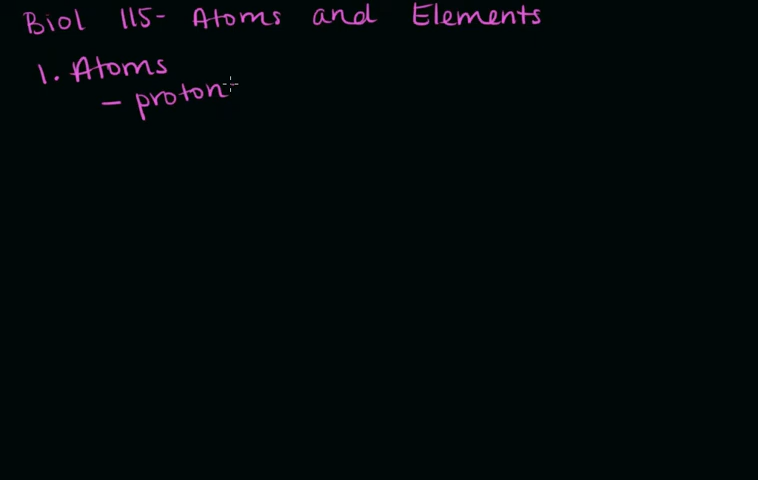 Biol 115- Atoms and Elements
1. Atoms
- proton